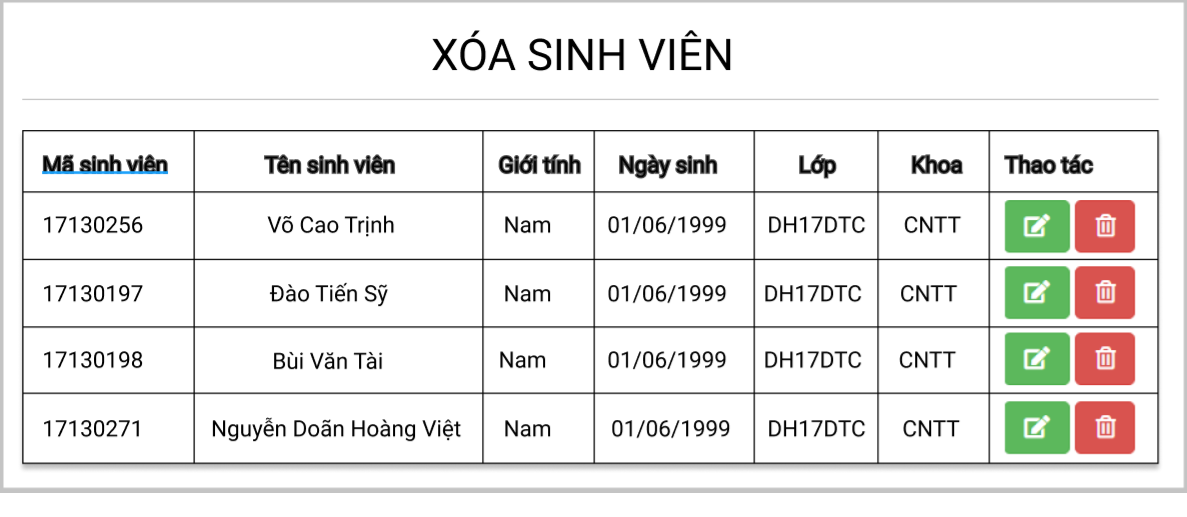 XÓA SINH VIÊN
Mã sinh viên Tên sinh viên Giới tính Ngày sinh Lớp Khoa Thao tác
17130256 Võ Cao Trịnh Nam 01/06/1999 DH17DTC CNTT
17130197 Đào Tiến Sỹ Nam 01/06/1999 DH17DTC CNTT
17130198 Bùi Văn Tài Nam 01/06/1999 DH17DTC CNTT
17130271 Nguyễn Doãn Hoàng Việt Nam 01/06/1999 DH17DTC CNTT